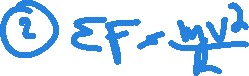 ② ΣF = mv²/r